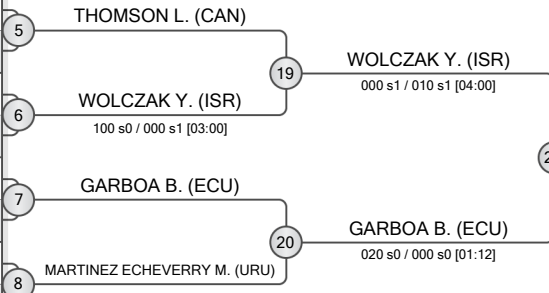 THOMSON L. (CAN)
5
19
WOLCZAK Y. (ISR)
000 s1 / 010 s1 [04:00]
WOLCZAK Y. (ISR)
6
100 s0 / 000 s1 [03:00]
2
GARBOA B. (ECU)
7
20
GARBOA B. (ECU)
020 s0 / 000 s0 [01:12]
MARTINEZ ECHEVERRY M. (URU)
8